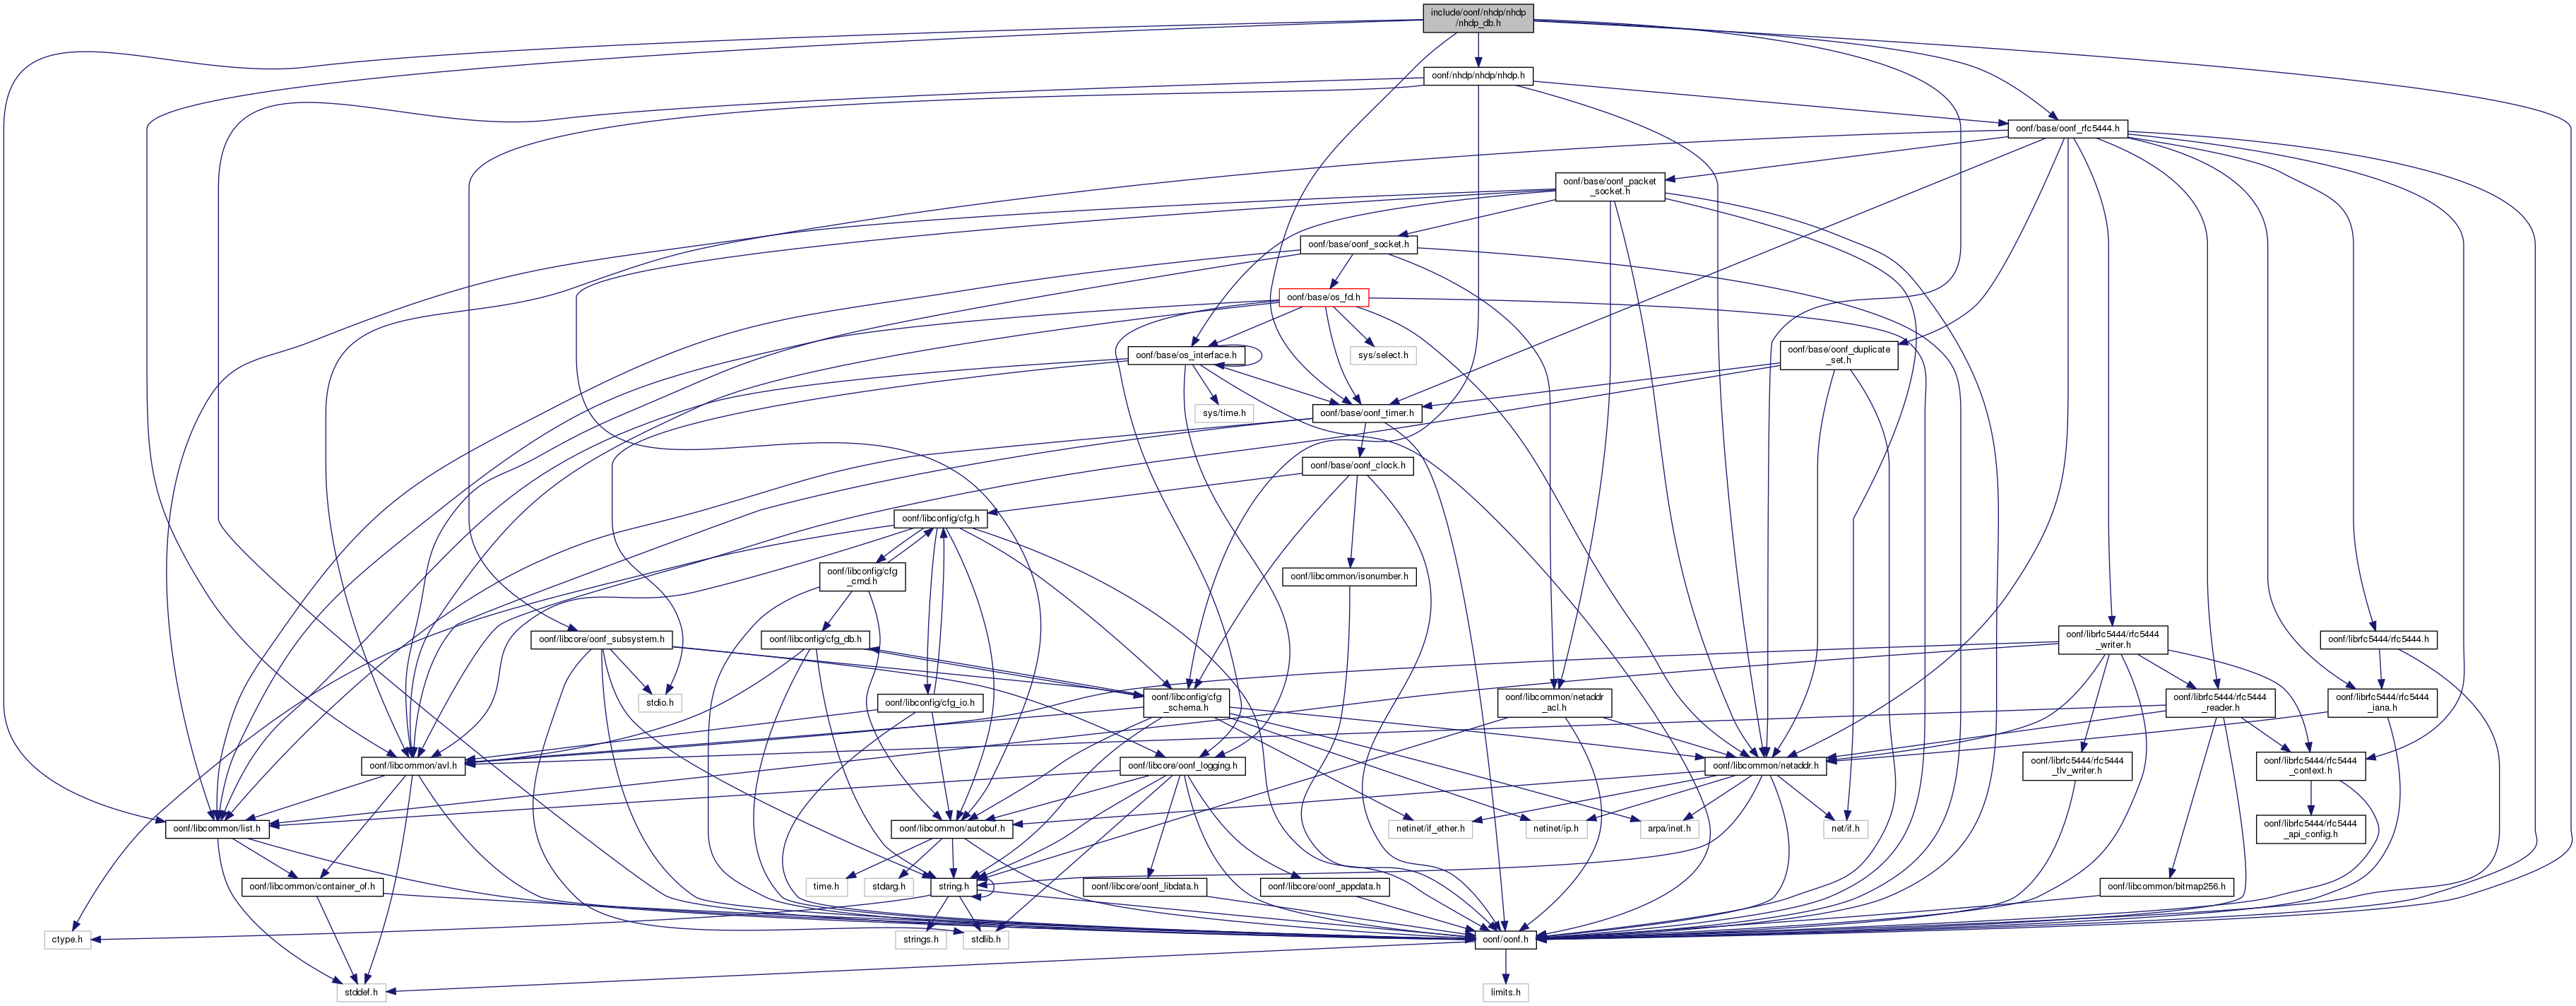 include/oonf/nhdp/nhdp
/nhdp_db.h
oonf/nhdp/nhdp/nhdp.h
oonf/base/oonf_rfc5444.h
oonf/base/oonf_packet
_socket.h
oonf/base/oonf_socket.h
oonf/base/os_fd.h
oonf/base/os_interface.h
sys/select.h
oonf/base/oonf_duplicate
_set.h
sys/time.h
oonf/base/oonf_timer.h
oonf/base/oonf_clock.h
oonf/libconfig/cfg.h
oonf/libconfig/cfg
_cmd.h
oonf/libcommon/isonumber.h
oonf/libcore/oonf_subsystem.h
oonf/libconfig/cfg_db.h
oonf/librfc5444/rfc5444
_writer.h
oonf/librfc5444/rfc5444.h
stdio.h
oonf/libconfig/cfg_io.h
oonf/libconfig/cfg
_schema.h
oonf/libcommon/netaddr
_acl.h
oonf/librfc5444/rfc5444
_reader.h
oonf/librfc5444/rfc5444
_iana.h
oonf/libcommon/avl.h
oonf/libcore/oonf_logging.h
oonf/libcommon/netaddr.h
oonf/librfc5444/rfc5444
_tlv_writer.h
oonf/librfc5444/rfc5444
_context.h
oonf/libcommon/list.h
oonf/libcommon/autobuf.h
netinet/if_ether.h
netinet/ip.h
arpa/inet.h
net/if.h
oonf/librfc5444/rfc5444
_api_config.h
oonf/libcommon/container_of.h
time.h
stdarg.h
string.h
oonf/libcore/oonf_libdata.h
oonf/libcore/oonf_appdata.h
oonf/libcommon/bitmap256.h
ctype.h
strings.h
stdlib.h
oonf/oonf.h
stddef.h
limits.h